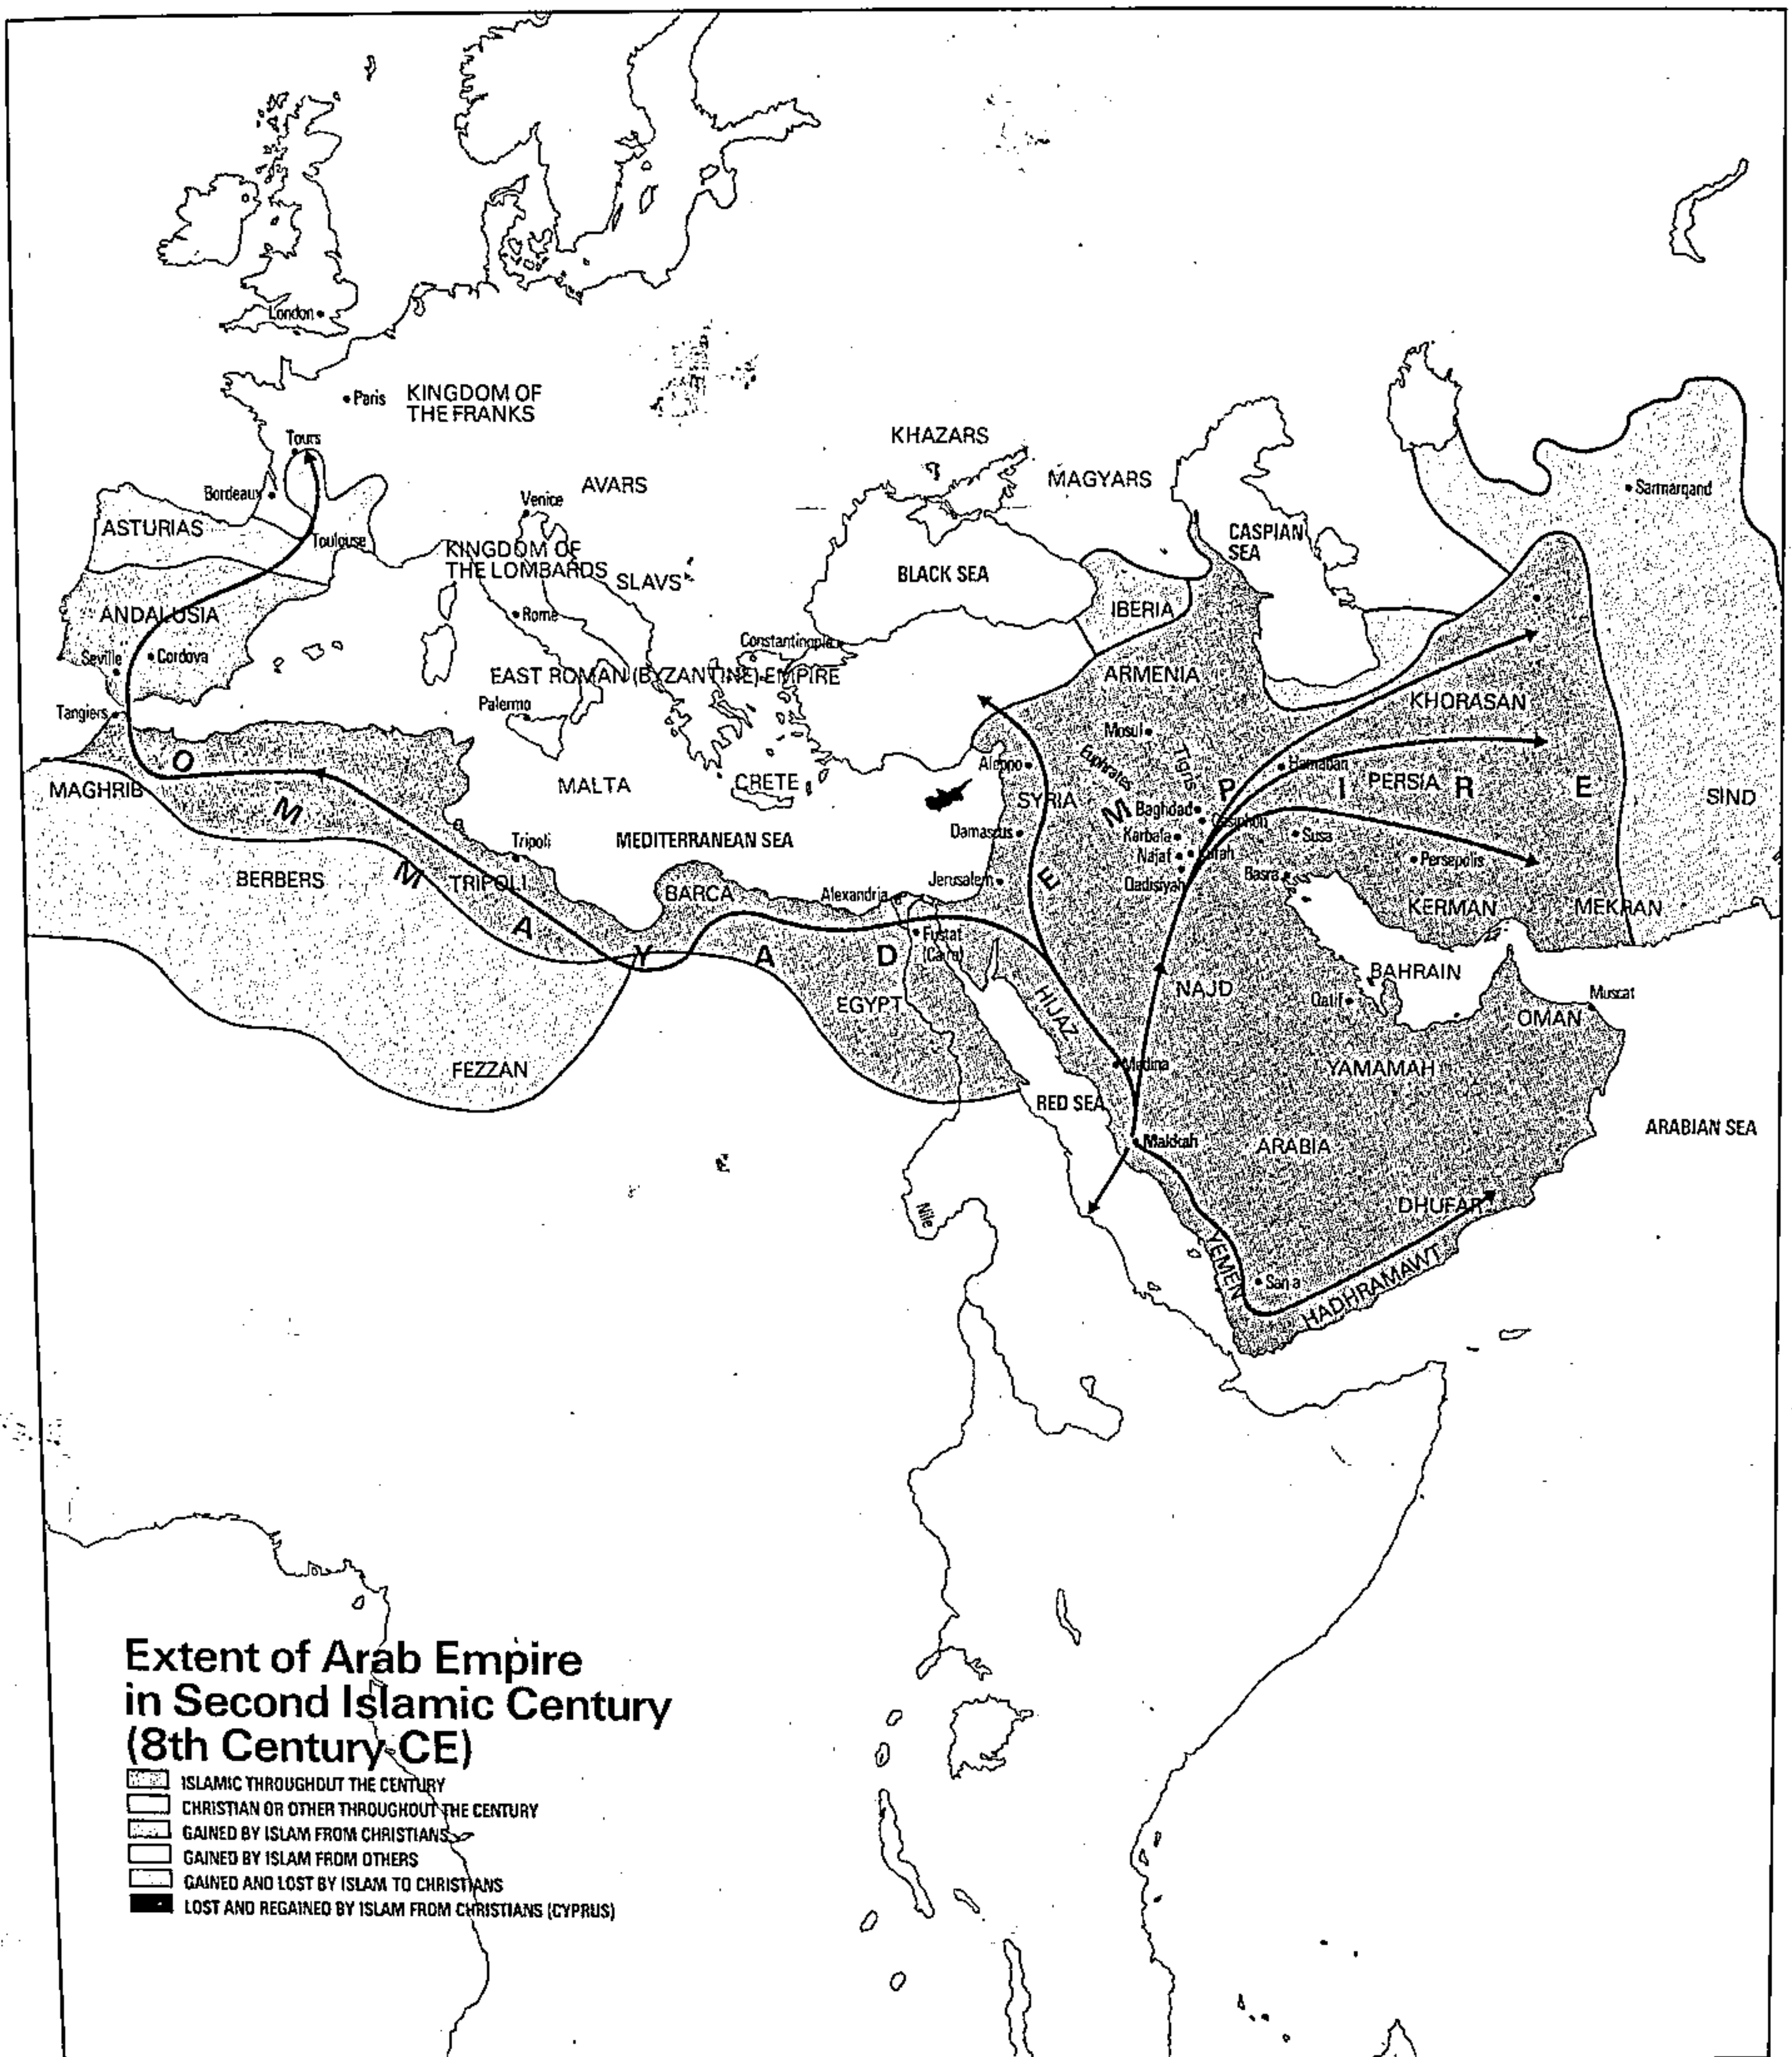 London
Paris
KINGDOM OF
THE FRANKS
Tours
KHAZARS
MAGYARS
Bordeaux
AVARS
Venice
Samarqand
ASTURIAS
Toulouse
CASPIAN
SEA
KINGDOM OF
THE LOMBARDS
SLAVS
BLACK SEA
IBERIA
ANDALUSIA
Rome
Constantinople
Seville
Cordova
EAST ROMAN (BYZANTINE) EMPIRE
ARMENIA
Palermo
Tangiers
KHORASAN
Mosul
Euphrates
Tigris
Aleppo
Hamadan
MAGHRIB
MALTA
CRETE
SYRIA
PERSIA
SIND
OMMAYAD EMPIRE
Baghdad
Ctesiphon
Damascus
Karbala
Susa
Tripoli
MEDITERRANEAN SEA
Najaf
Kufah
Persepolis
BERBERS
TRIPOLI
BARCA
Alexandria
Jerusalem
Qadisiyah
Basra
KERMAN
MEKRAN
Fustat
(Cairo)
EGYPT
HIJAZ
NAJD
BAHRAIN
Qatif
Muscat
OMAN
FEZZAN
Medina
YAMAMAH
RED SEA
Makkah
ARABIA
ARABIAN SEA
Nile
DHUFAR
YEMEN
San a
HADHRAMAWT
Extent of Arab Empire
in Second Islamic Century
(8th Century CE)
ISLAMIC THROUGHOUT THE CENTURY
CHRISTIAN OR OTHER THROUGHOUT THE CENTURY
GAINED BY ISLAM FROM CHRISTIANS
GAINED BY ISLAM FROM OTHERS
GAINED AND LOST BY ISLAM TO CHRISTIANS
LOST AND REGAINED BY ISLAM FROM CHRISTIANS (CYPRUS)